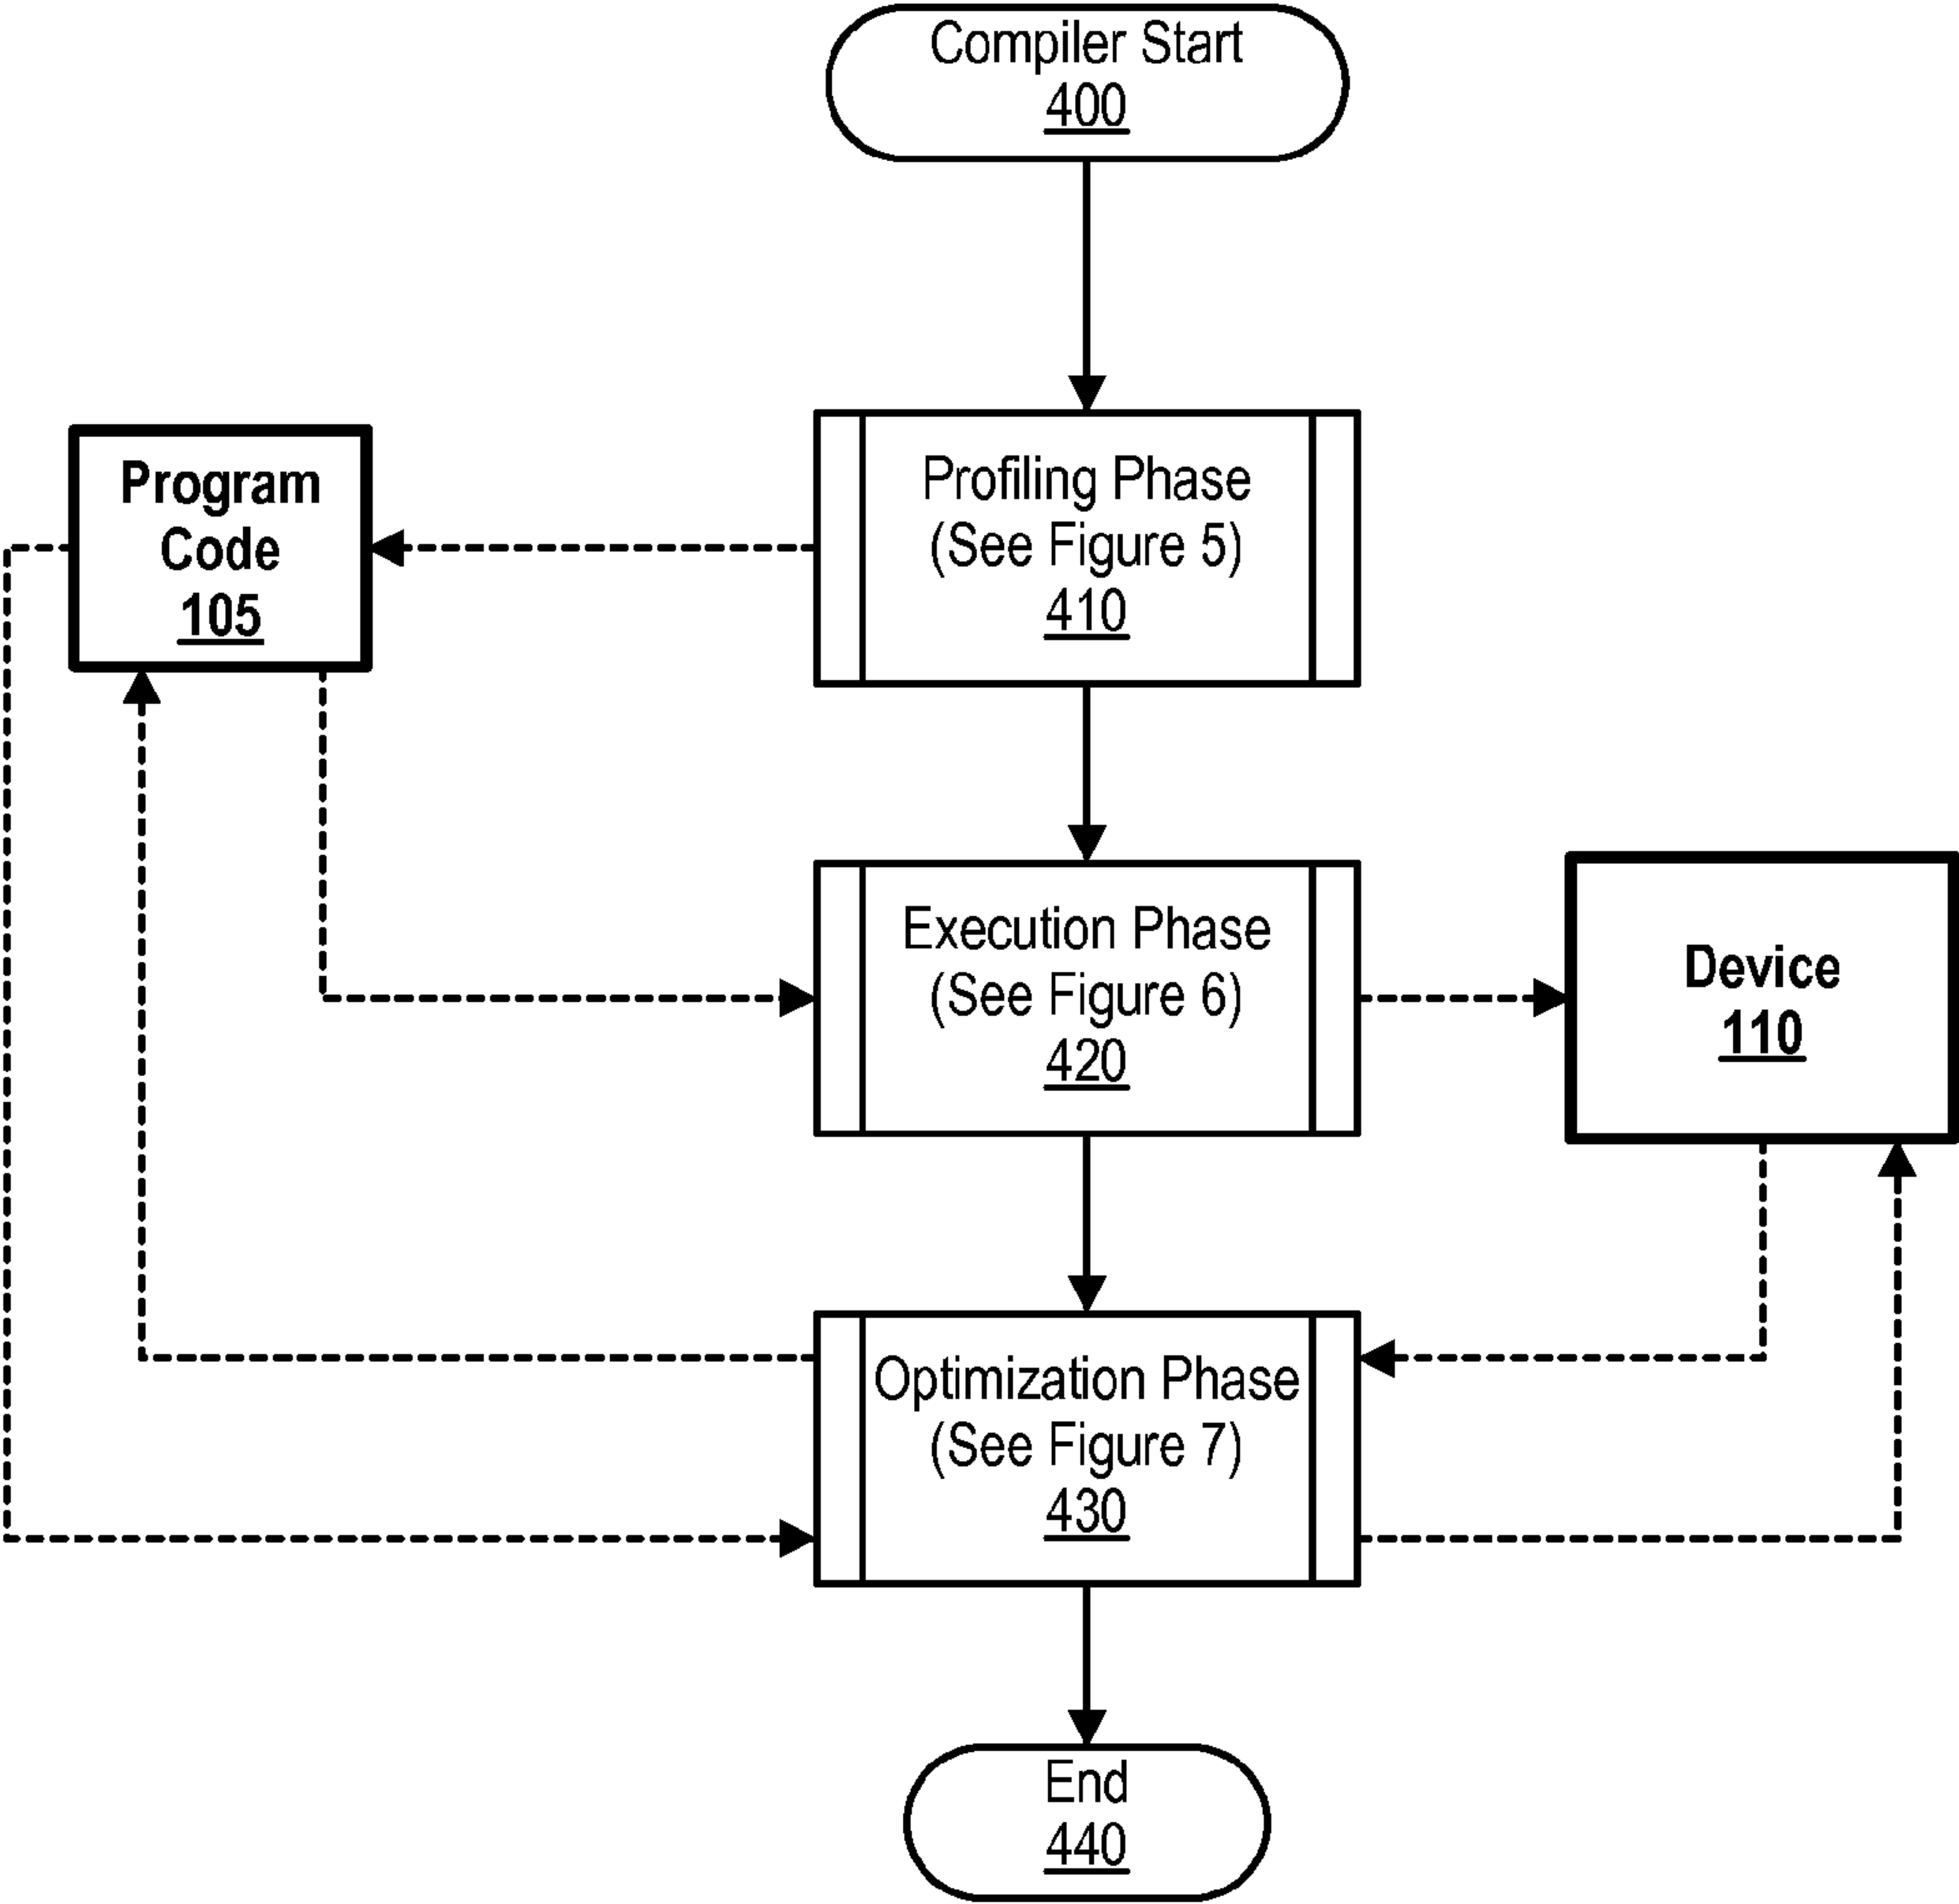 Compiler Start
400
Program
Code
105
Profiling Phase
(See Figure 5)
410
Execution Phase
(See Figure 6)
420
Device
110
Optimization Phase
(See Figure 7)
430
End
440